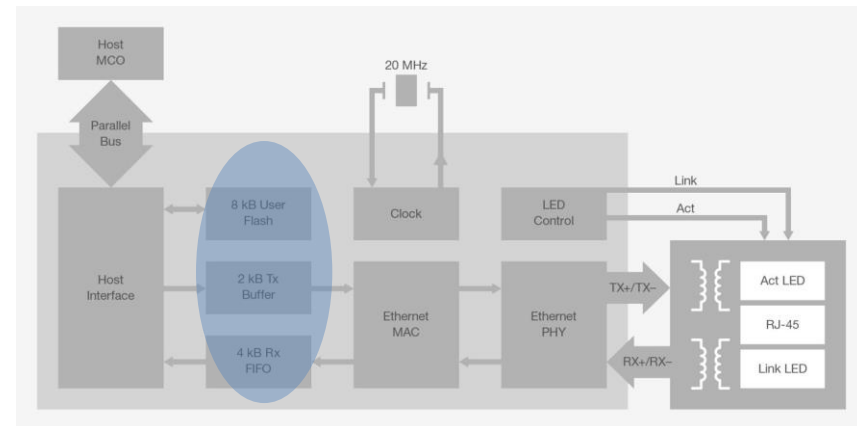 Host
MCO
20 MHz
Parallel
Bus
8 kB User
Flash
Clock
LED
Control
Link
Act
Host
Interface
2 kB Tx
Buffer
Ethernet
MAC
Ethernet
PHY
TX+/TX–
Act LED
RJ-45
4 kB Rx
FIFO
RX+/RX–
Link LED